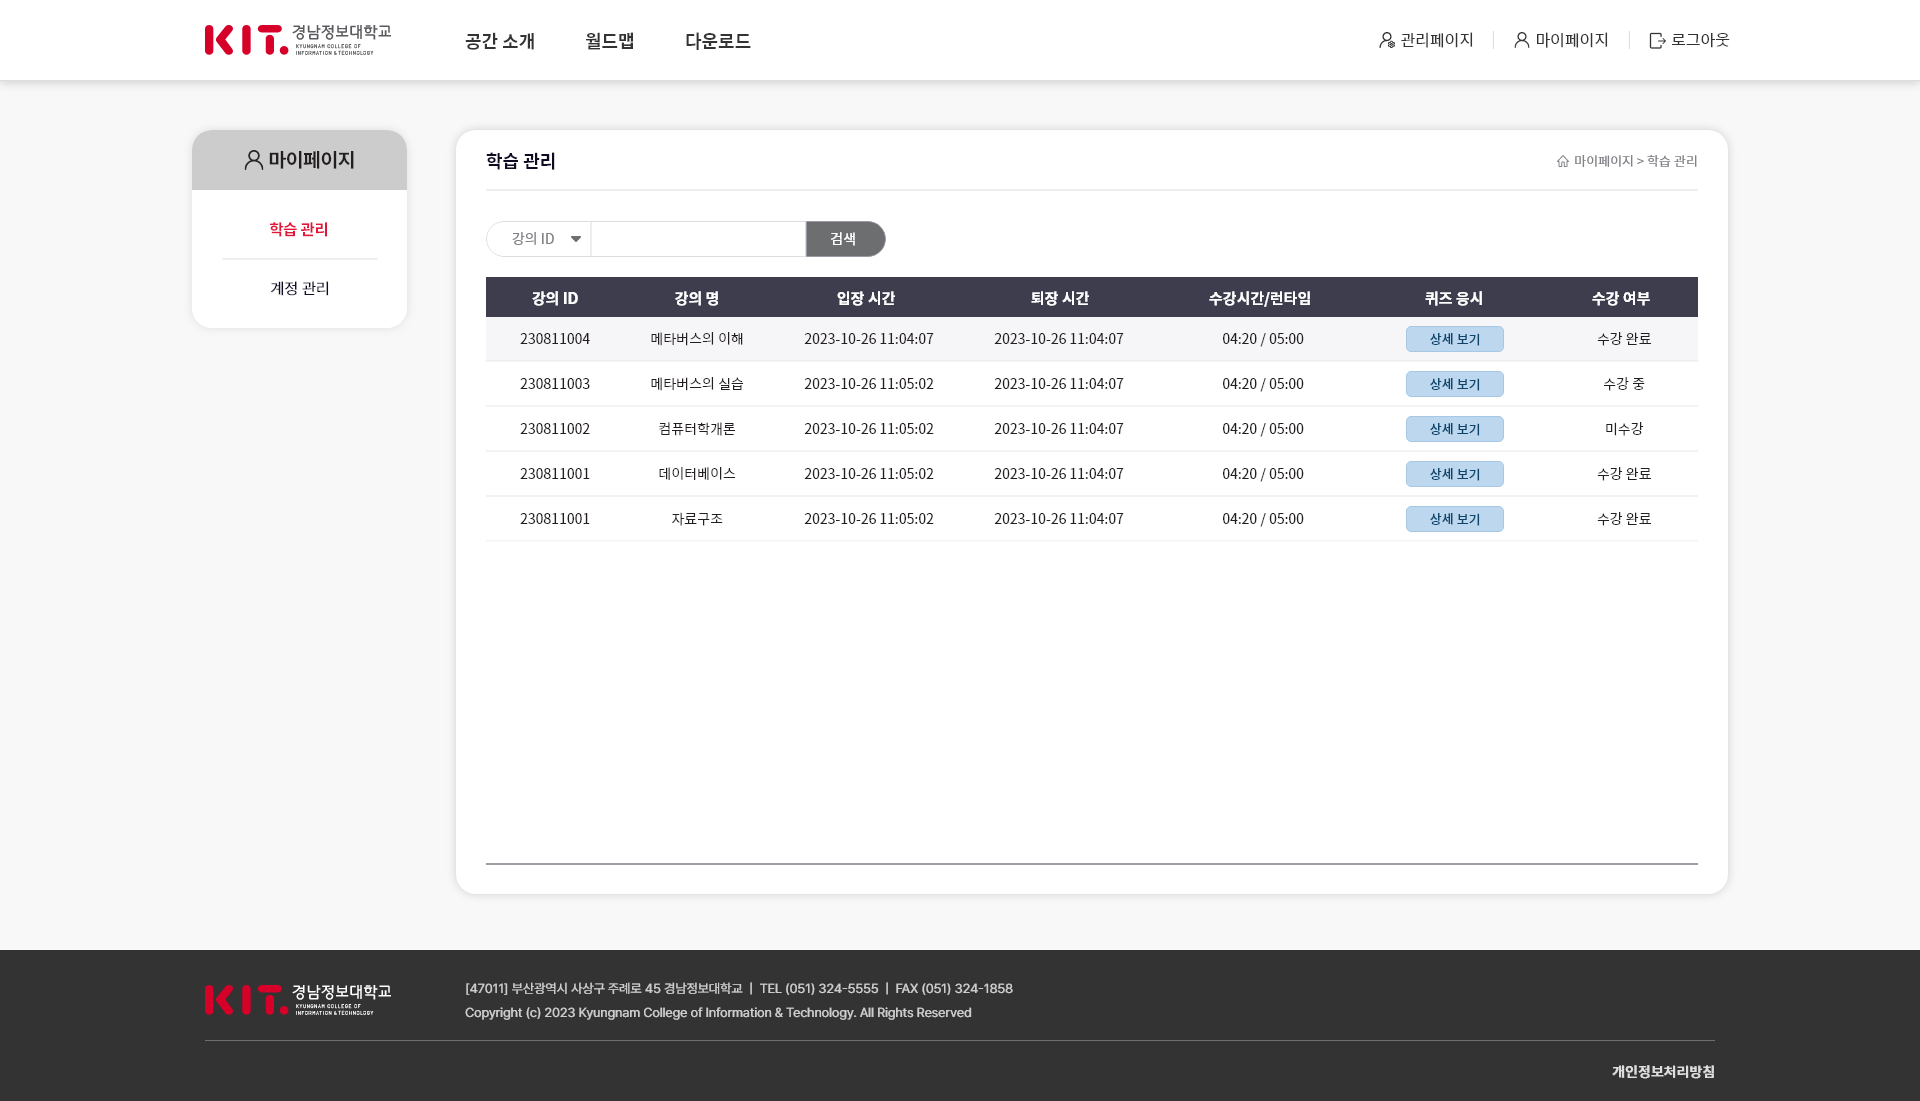 KIT. 경남정보대학교
KYUNGNAM COLLEGE OF
INFORMATION & TECHNOLOGY
공간 소개 월드맵 다운로드
관리페이지 마이페이지 로그아웃
마이페이지
학습 관리
계정 관리
학습 관리
마이페이지 > 학습 관리
강의 ID 검색
강의 ID 강의 명 입장 시간 퇴장 시간 수강시간/런타임 퀴즈 응시 수강 여부
230811004 메타버스의 이해 2023-10-26 11:04:07 2023-10-26 11:04:07 04:20 / 05:00 상세 보기 수강 완료
230811003 메타버스의 실습 2023-10-26 11:05:02 2023-10-26 11:04:07 04:20 / 05:00 상세 보기 수강 중
230811002 컴퓨터학개론 2023-10-26 11:05:02 2023-10-26 11:04:07 04:20 / 05:00 상세 보기 미수강
230811001 데이터베이스 2023-10-26 11:05:02 2023-10-26 11:04:07 04:20 / 05:00 상세 보기 수강 완료
230811001 자료구조 2023-10-26 11:05:02 2023-10-26 11:04:07 04:20 / 05:00 상세 보기 수강 완료
KIT. 경남정보대학교
KYUNGNAM COLLEGE OF
INFORMATION & TECHNOLOGY
[47011] 부산광역시 사상구 주례로 45 경남정보대학교 | TEL (051) 324-5555 | FAX (051) 324-1858
Copyright (c) 2023 Kyungnam College of Information & Technology. All Rights Reserved
개인정보처리방침